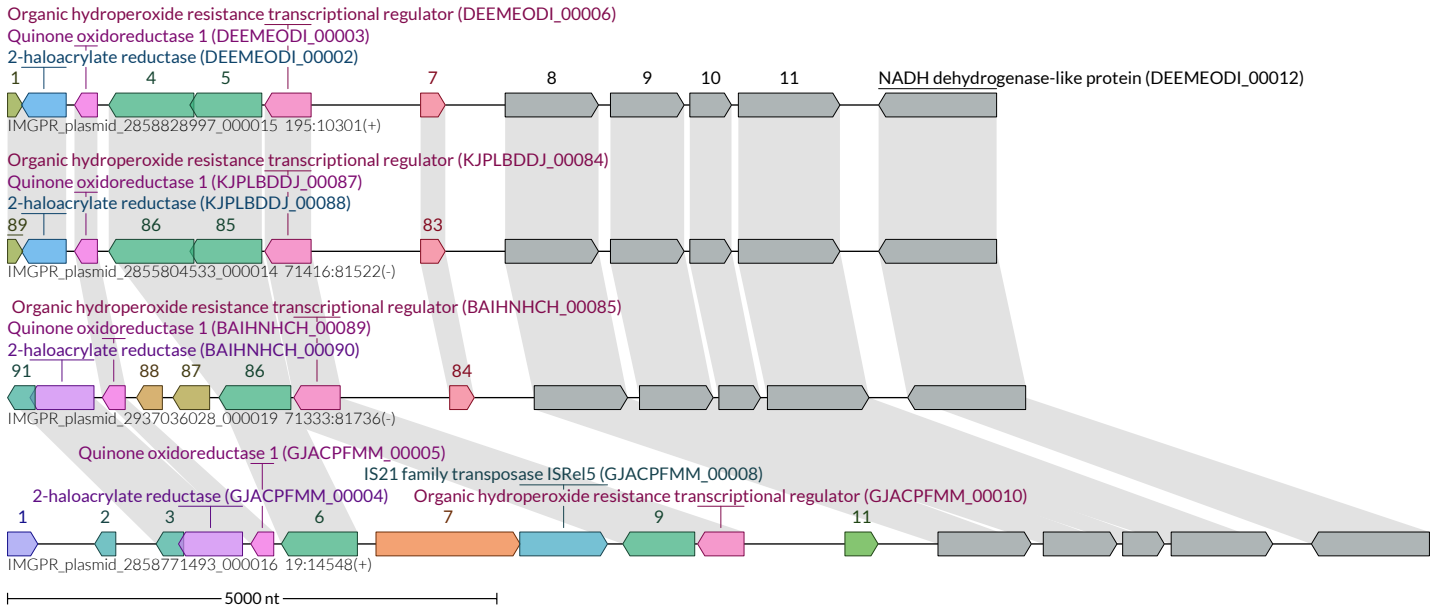 Organic hydroperoxide resistance transcriptional regulator (DEEMEODI_00006)
Quinone oxidoreductase 1 (DEEMEODI_00003)
2-haloacrylate reductase (DEEMEODI_00002)
1 4 5 7 8 9 10 11 NADH dehydrogenase-like protein (DEEMEODI_00012)
IMGPR_plasmid_2858828997_000015 195:10301(+)
Organic hydroperoxide resistance transcriptional regulator (KJPLBDDJ_00084)
Quinone oxidoreductase 1 (KJPLBDDJ_00087)
2-haloacrylate reductase (KJPLBDDJ_00088)
89 86 85 83
IMGPR_plasmid_2855804533_000014 71416:81522(-)
Organic hydroperoxide resistance transcriptional regulator (BAIHNHCH_00085)
Quinone oxidoreductase 1 (BAIHNHCH_00089)
2-haloacrylate reductase (BAIHNHCH_00090)
91 88 87 86 84
IMGPR_plasmid_2937036028_000019 71333:81736(-)
Quinone oxidoreductase 1 (GJACPFMM_00005)
IS21 family transposase ISRel5 (GJACPFMM_00008)
2-haloacrylate reductase (GJACPFMM_00004) Organic hydroperoxide resistance transcriptional regulator (GJACPFMM_00010)
1 2 3 6 7 9 11
IMGPR_plasmid_2858771493_000016 19:14548(+)
5000 nt